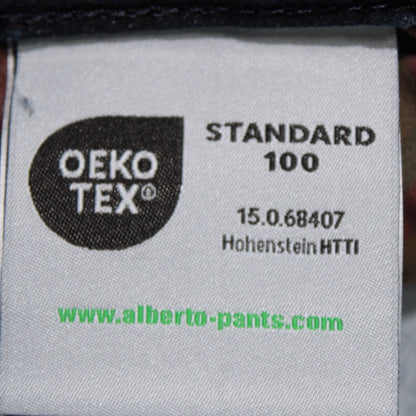 OEKO
TEX®
STANDARD
100
15.0.68407
Hohenstein HTTI
www.alberto-pants.com